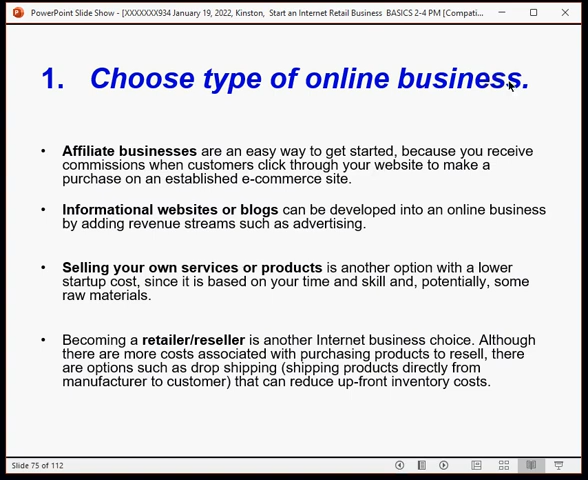 PowerPoint Slide Show - [XXXXXXX934 January 19, 2022, Kinston, Start an Internet Retail Business BASICS 2-4 PM [Compati...
1. Choose type of online business.
• Affiliate businesses are an easy way to get started, because you receive
commissions when customers click through your website to make a
purchase on an established e-commerce site.
• Informational websites or blogs can be developed into an online business
by adding revenue streams such as advertising.
• Selling your own services or products is another option with a lower
startup cost, since it is based on your time and skill and, potentially, some
raw materials.
• Becoming a retailer/reseller is another Internet business choice. Although
there are more costs associated with purchasing products to resell, there
are options such as drop shipping (shipping products directly from
manufacturer to customer) that can reduce up-front inventory costs.
Slide 75 of 112